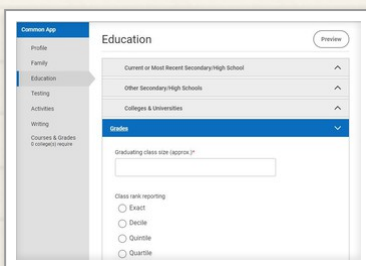 Common App
Profile
Family
Education
Testing
Activities
Writing
Courses & Grades
0 college(s) require
Education
Preview
Current or Most Recent Secondary/High School
Other Secondary/High Schools
Colleges & Universities
Grades
Graduating class size (approx.)*
Class rank reporting
Exact
Decile
Quintile
Quartile